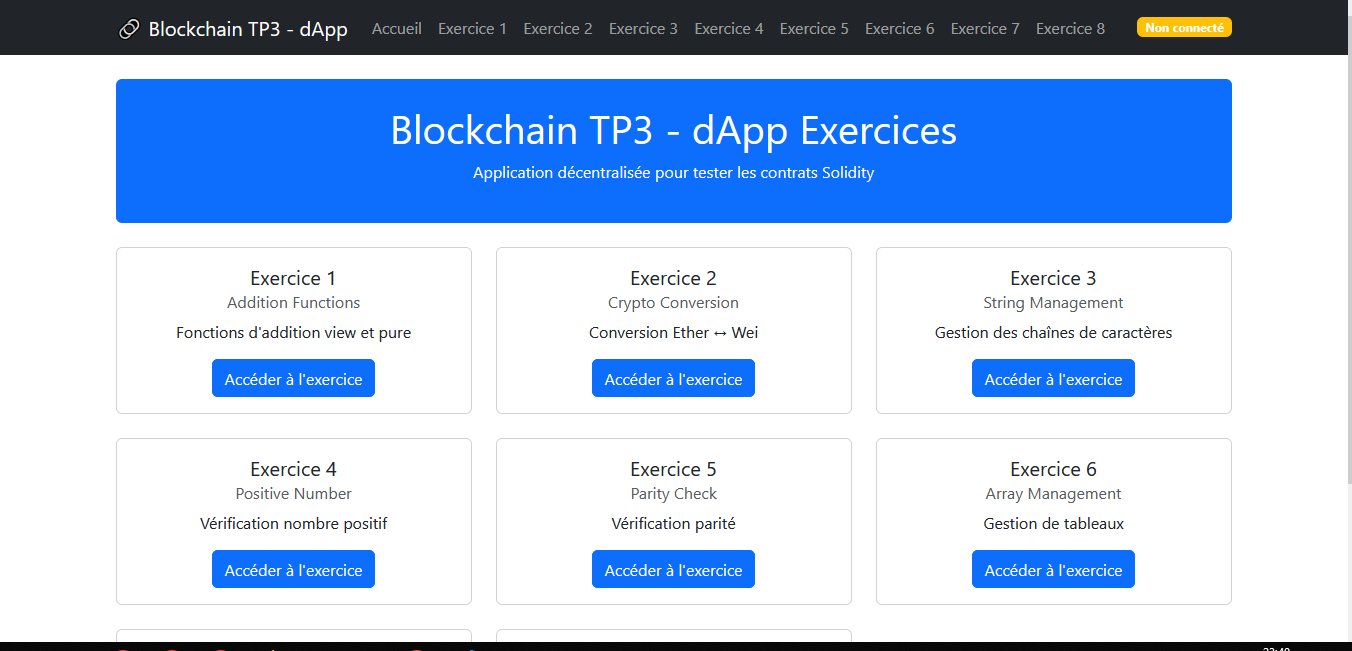 Blockchain TP3 - dApp Accueil Exercice 1 Exercice 2 Exercice 3 Exercice 4 Exercice 5 Exercice 6 Exercice 7 Exercice 8 Non connecté
Blockchain TP3 - dApp Exercices
Application décentralisée pour tester les contrats Solidity
Exercice 1
Addition Functions
Fonctions d'addition view et pure
Accéder à l'exercice
Exercice 2
Crypto Conversion
Conversion Ether ↔ Wei
Accéder à l'exercice
Exercice 3
String Management
Gestion des chaînes de caractères
Accéder à l'exercice
Exercice 4
Positive Number
Vérification nombre positif
Accéder à l'exercice
Exercice 5
Parity Check
Vérification parité
Accéder à l'exercice
Exercice 6
Array Management
Gestion de tableaux
Accéder à l'exercice